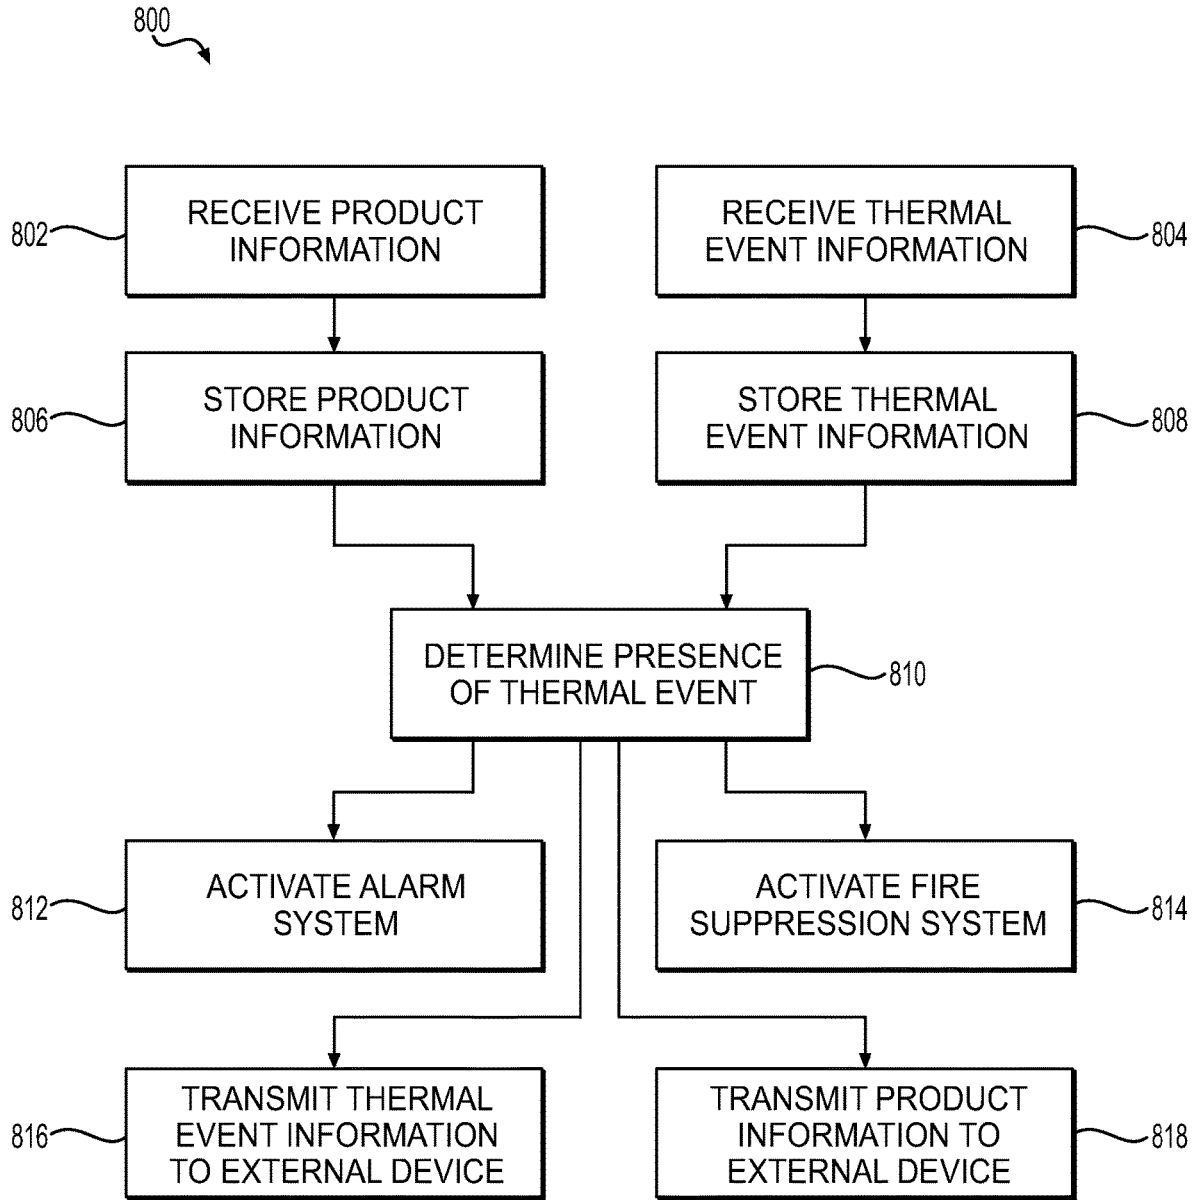 800
802
RECEIVE PRODUCT
INFORMATION
RECEIVE THERMAL
EVENT INFORMATION
804
806
STORE PRODUCT
INFORMATION
STORE THERMAL
EVENT INFORMATION
808
DETERMINE PRESENCE
OF THERMAL EVENT
810
812
ACTIVATE ALARM
SYSTEM
ACTIVATE FIRE
SUPPRESSION SYSTEM
814
816
TRANSMIT THERMAL
EVENT INFORMATION
TO EXTERNAL DEVICE
TRANSMIT PRODUCT
INFORMATION TO
EXTERNAL DEVICE
818